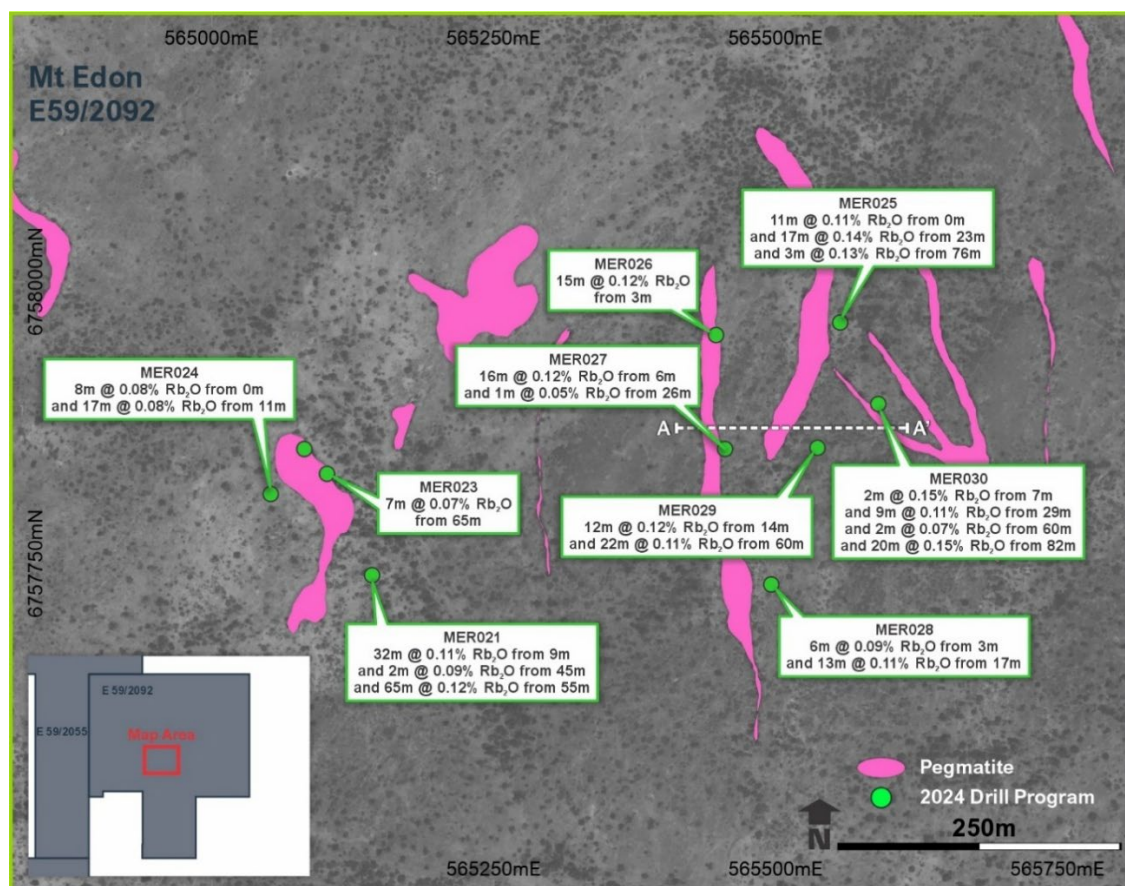 565000mE
565250mE
565500mE
Mt Edon
E59/2092
6758000mN
6757750mN
MER025
11m @ 0.11% Rb₂O from 0m
and 17m @ 0.14% Rb₂O from 23m
and 3m @ 0.13% Rb₂O from 76m
MER026
15m @ 0.12% Rb₂O
from 3m
MER027
16m @ 0.12% Rb₂O from 6m
and 1m @ 0.05% Rb₂O from 26m
MER024
8m @ 0.08% Rb₂O from 0m
and 17m @ 0.08% Rb₂O from 11m
A
A'
MER023
7m @ 0.07% Rb₂O
from 65m
MER029
12m @ 0.12% Rb₂O from 14m
and 22m @ 0.11% Rb₂O from 60m
MER030
2m @ 0.15% Rb₂O from 7m
and 9m @ 0.11% Rb₂O from 29m
and 2m @ 0.07% Rb₂O from 60m
and 20m @ 0.15% Rb₂O from 82m
MER021
32m @ 0.11% Rb₂O from 9m
and 2m @ 0.09% Rb₂O from 45m
and 65m @ 0.12% Rb₂O from 55m
MER028
6m @ 0.09% Rb₂O from 3m
and 13m @ 0.11% Rb₂O from 17m
E 59/2092
E 59/2055
Map Area
Pegmatite
2024 Drill Program
N
250m
565250mE
565500mE
565750mE